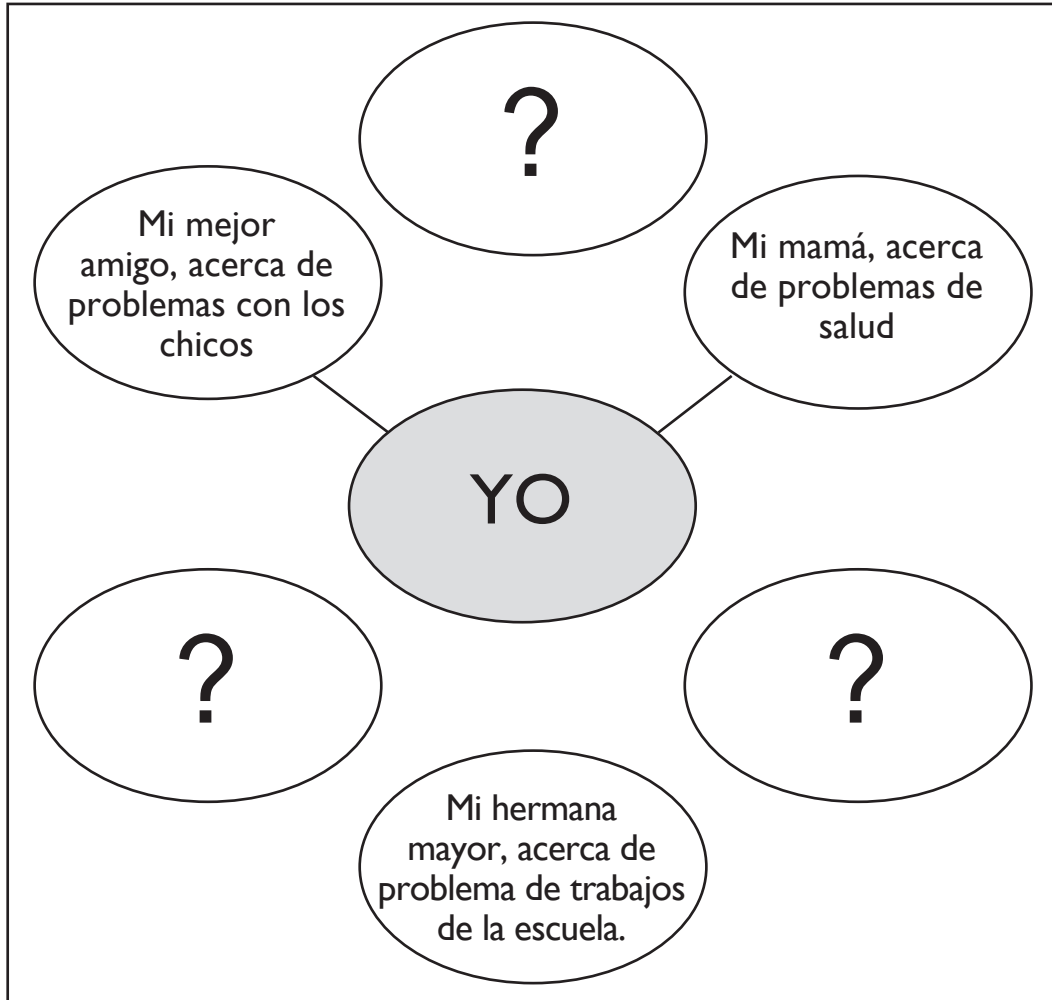 ?
Mi mejor
amigo, acerca de
problemas con los
chicos
Mi mamá, acerca
de problemas de
salud
YO
?
?
Mi hermana
mayor, acerca de
problema de trabajos
de la escuela.